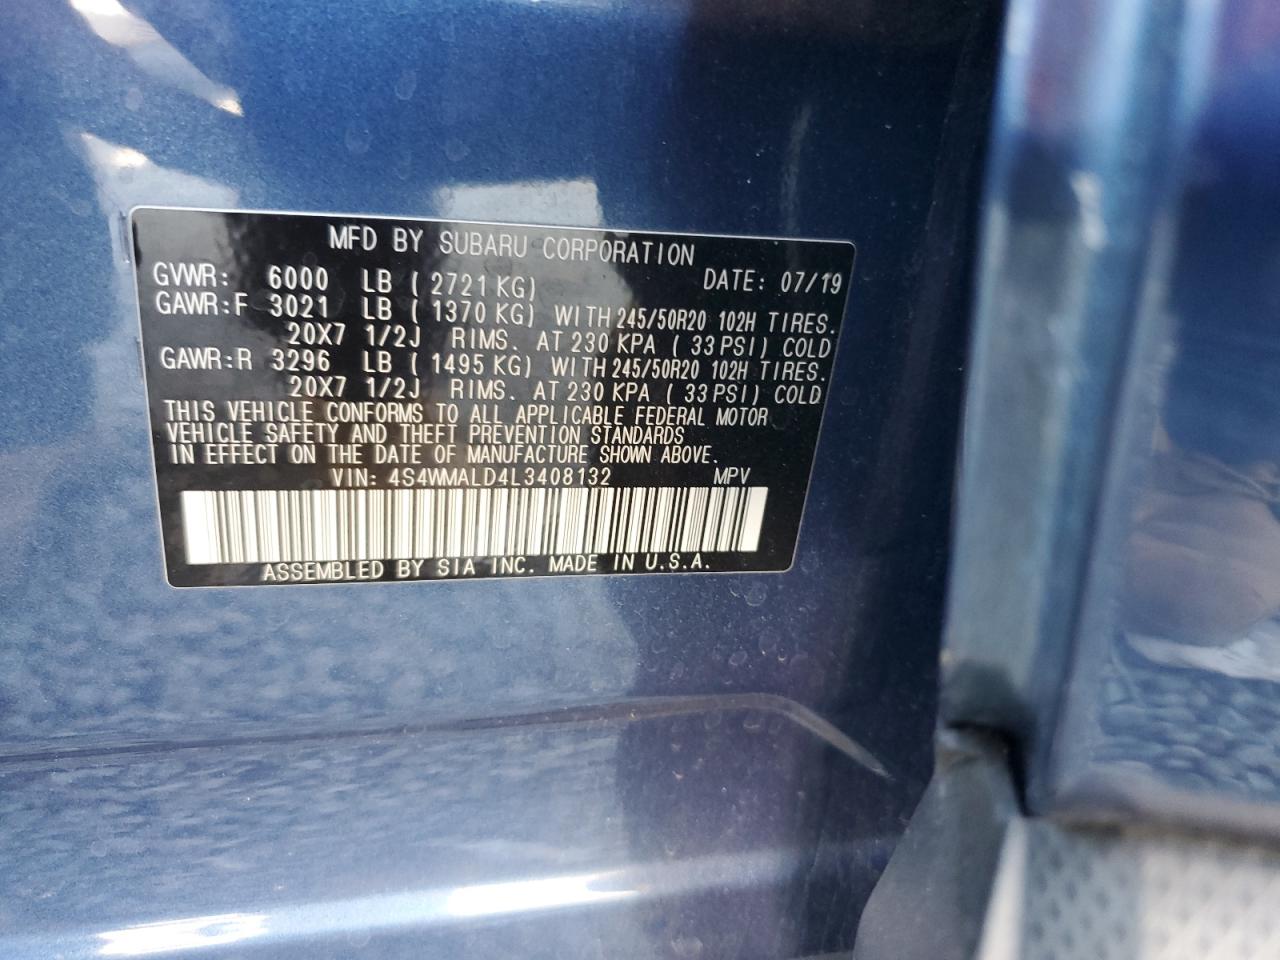 MFD BY SUBARU CORPORATION
GVWR: 6000 LB ( 2721 KG) DATE: 07/19
GAWR:F 3021 LB ( 1370 KG) WITH 245/50R20 102H TIRES.
20X7 1/2J RIMS. AT 230 KPA ( 33 PSI) COLD
GAWR:R 3296 LB ( 1495 KG) WITH 245/50R20 102H TIRES.
20X7 1/2J RIMS. AT 230 KPA ( 33 PSI) COLD
THIS VEHICLE CONFORMS TO ALL APPLICABLE FEDERAL MOTOR
VEHICLE SAFETY AND THEFT PREVENTION STANDARDS
IN EFFECT ON THE DATE OF MANUFACTURE SHOWN ABOVE.
VIN: 4S4WMALD4L3408132 MPV
ASSEMBLED BY SIA INC. MADE IN U.S.A.